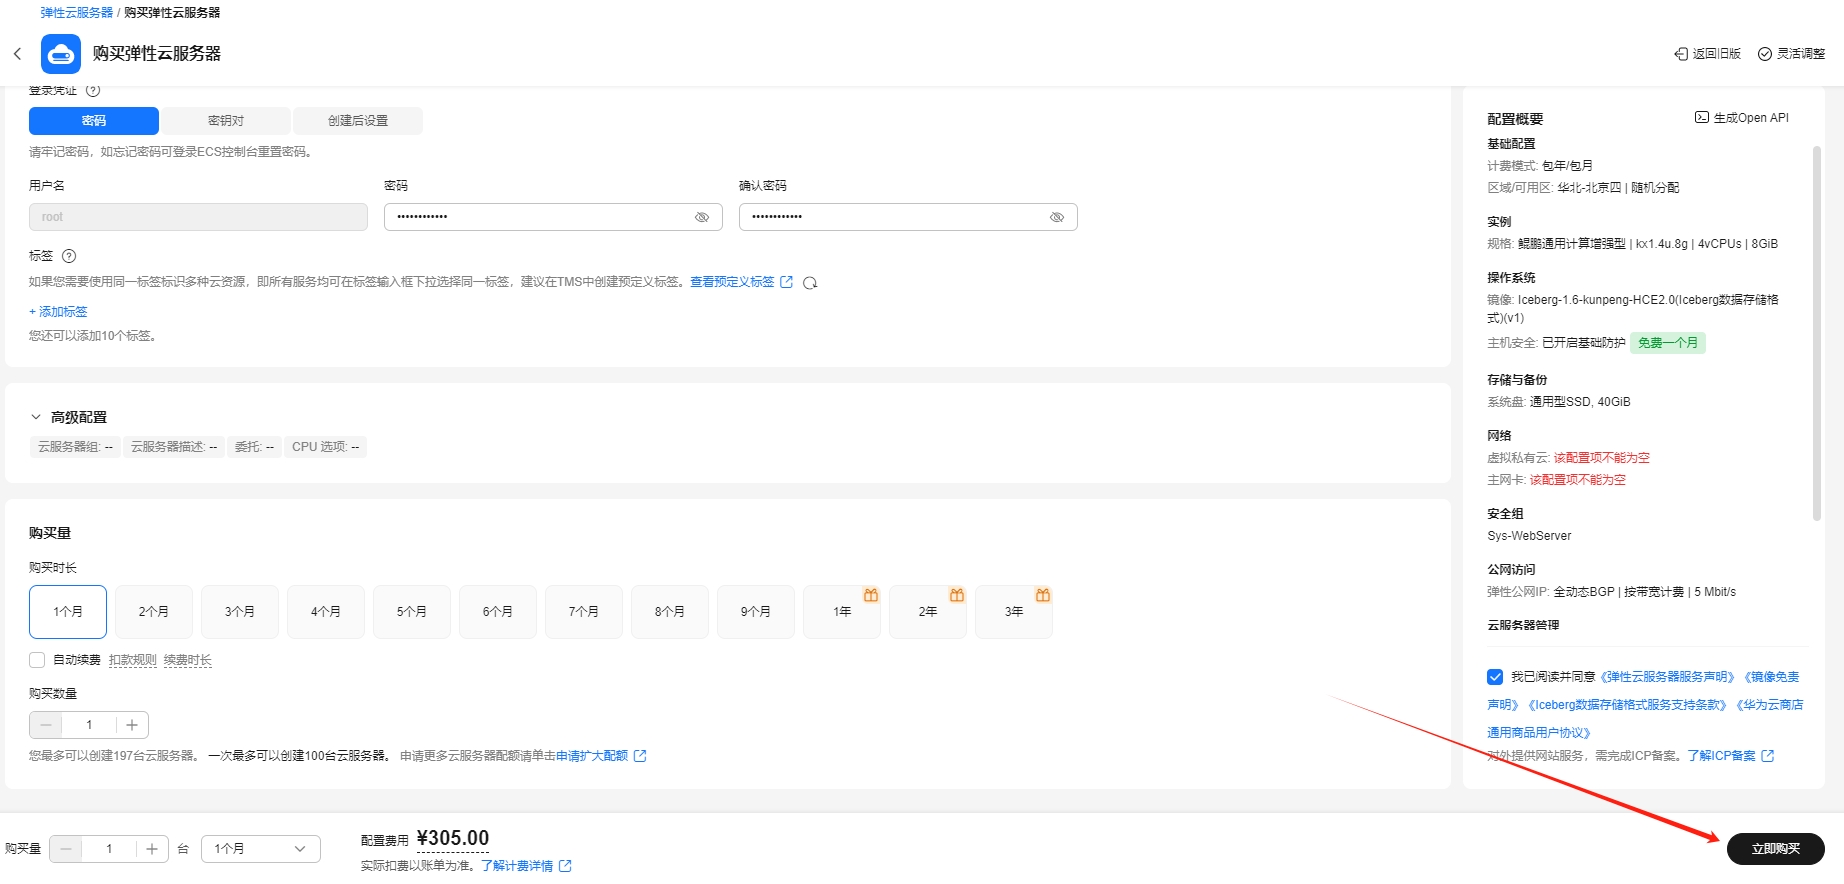 弹性云服务器 / 购买弹性云服务器
购买弹性云服务器
返回旧版
灵活调整
登录凭证
密码
密钥对
创建后设置
请牢记密码，如忘记密码可登录ECS控制台重置密码。
用户名
密码
确认密码
root
••••••••••••
••••••••••••
标签
如果您需要使用同一标签标识多种云资源，即所有服务均可在标签输入框下拉选择同一标签，建议在TMS中创建预定义标签。查看预定义标签
+ 添加标签
您还可以添加10个标签。
高级配置
云服务器组: --
云服务器描述: --
委托: --
CPU 选项: --
购买量
购买时长
1个月
2个月
3个月
4个月
5个月
6个月
7个月
8个月
9个月
1年
2年
3年
自动续费 扣款规则 续费时长
购买数量
1
您最多可以创建197台云服务器。 一次最多可以创建100台云服务器。 申请更多云服务器配额请单击申请扩大配额
配置概要
生成Open API
基础配置
计费模式: 包年/包月
区域/可用区: 华北-北京四 | 随机分配
实例
规格: 鲲鹏通用计算增强型 | kx1.4u.8g | 4vCPUs | 8GiB
操作系统
镜像: Iceberg-1.6-kunpeng-HCE2.0(Iceberg数据存储格
式)(v1)
主机安全: 已开启基础防护 免费一个月
存储与备份
系统盘: 通用型SSD, 40GiB
网络
虚拟私有云: 该配置项不能为空
主网卡: 该配置项不能为空
安全组
Sys-WebServer
公网访问
弹性公网IP: 全动态BGP | 按带宽计费 | 5 Mbit/s
云服务器管理
我已阅读并同意《弹性云服务器服务声明》《镜像免责
声明》《Iceberg数据存储格式服务支持条款》《华为云商店
通用商品用户协议》
对外提供网站服务，需完成ICP备案。了解ICP备案
购买量
1
台
1个月
配置费用 ¥305.00
实际扣费以账单为准。了解计费详情
立即购买